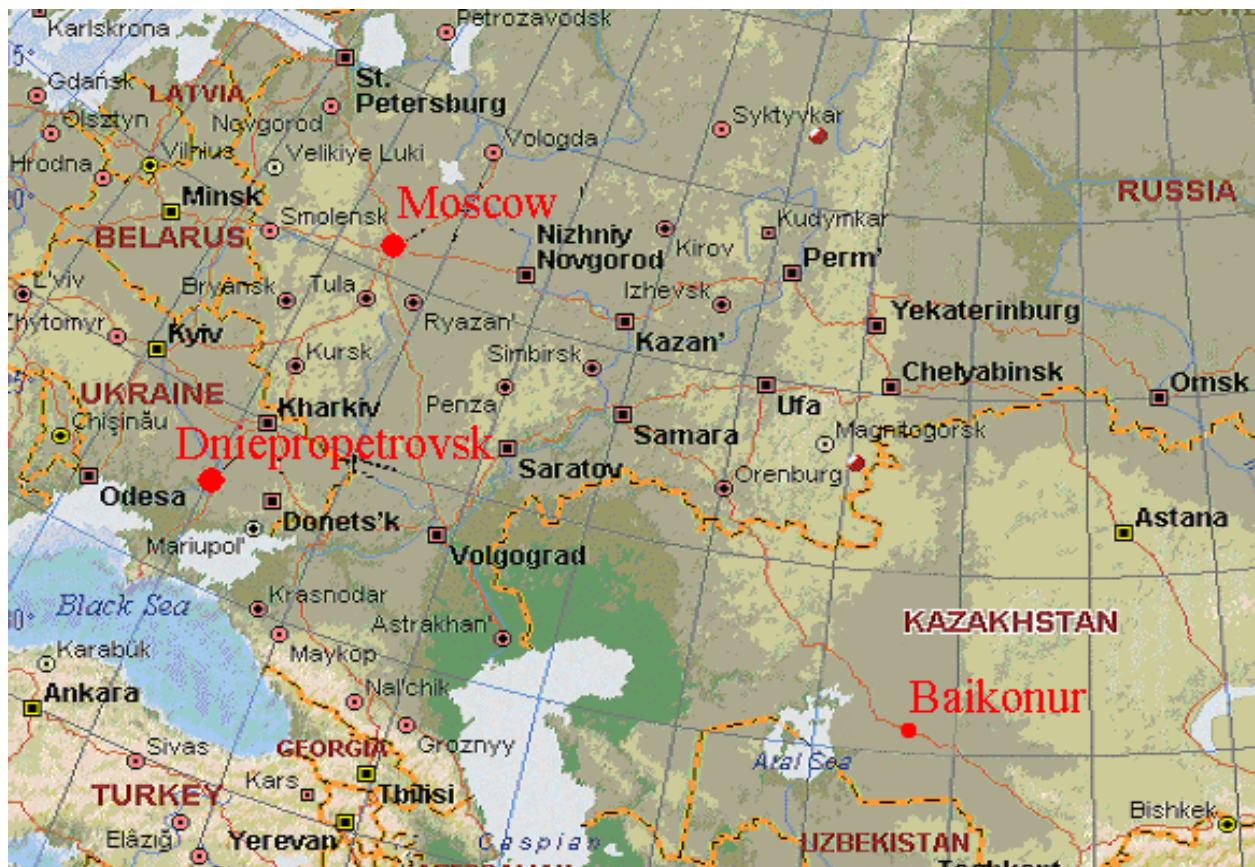 Karlskrona
Petrozavodsk
Gdańsk
LATVIA
St.
Petersburg
Olsztyn
Novgorod
Syktyvkar
Vologda
Hrodna
Vilnius
Velikiye Luki
Minsk
Moscow
RUSSIA
Smolensk
BELARUS
Nizhniy
Novgorod
Kirov
Kudymkar
Perm'
L'viv
Bryansk
Tula
Ryazan'
Izhevsk
Yekaterinburg
Zhytomyr
Kyiv
Kursk
Simbirsk
Kazan'
Chelyabinsk
Omsk
UKRAINE
Kharkiv
Penza
Ufa
Chişinău
Samara
Magnitogorsk
Dniepropetrovsk
Saratov
Orenburg
Odesa
Donets'k
Astana
Mariupol'
Volgograd
Black Sea
Krasnodar
KAZAKHSTAN
Astrakhan'
Karabük
Maykop
Ankara
Nal'chik
Baikonur
Sivas
GEORGIA
Groznyy
Aral Sea
Kars
Tbilisi
TURKEY
Bishkek
Elâzığ
Yerevan
Caspian
UZBEKISTAN